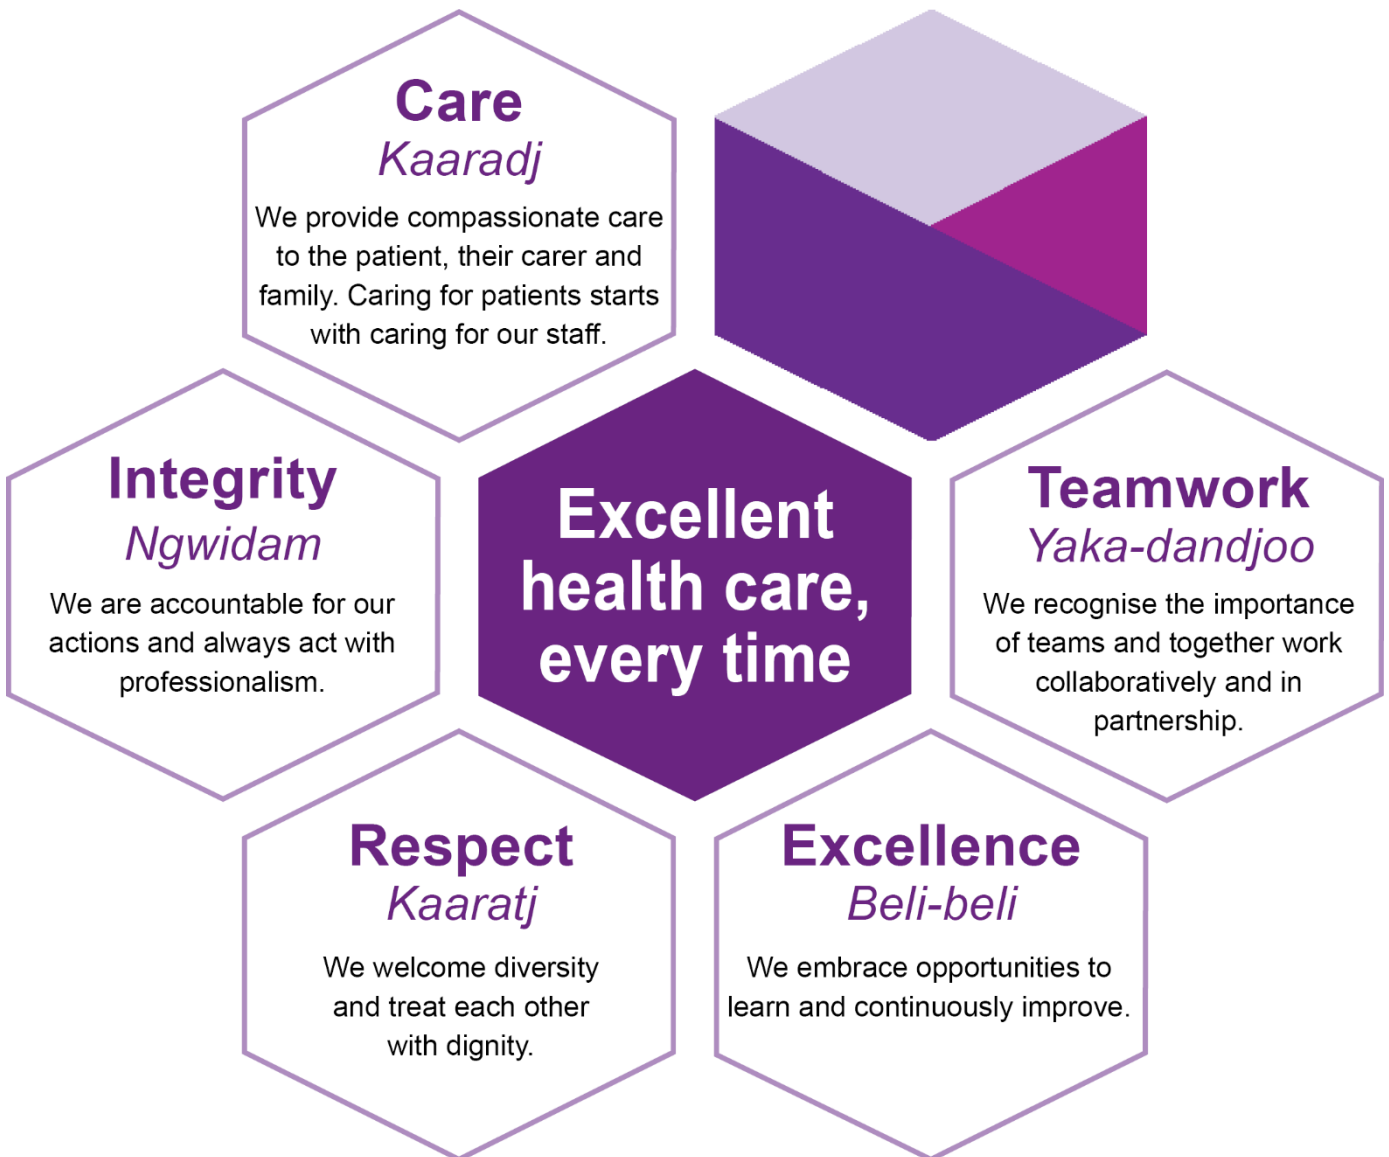 Care
Kaaradj
We provide compassionate care
to the patient, their carer and
family. Caring for patients starts
with caring for our staff.
Integrity
Ngwidam
We are accountable for our
actions and always act with
professionalism.
Excellent
health care,
every time
Teamwork
Yaka-dandjoo
We recognise the importance
of teams and together work
collaboratively and in
partnership.
Respect
Kaaratj
We welcome diversity
and treat each other
with dignity.
Excellence
Beli-beli
We embrace opportunities to
learn and continuously improve.